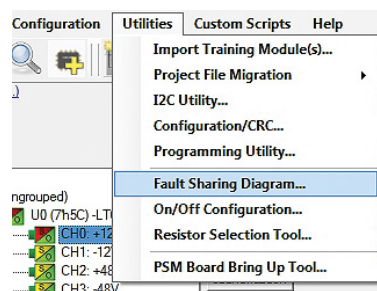 Configuration Utilities Custom Scripts Help
Import Training Module(s)...
Project File Migration
I2C Utility...
Configuration/CRC...
Programming Utility...
Fault Sharing Diagram...
On/Off Configuration...
Resistor Selection Tool...
PSM Board Bring Up Tool...
ngrouped)
U0 (7h5C) -LT
CH0: +12
CH1: -12
CH2: +48
CH3: -48V